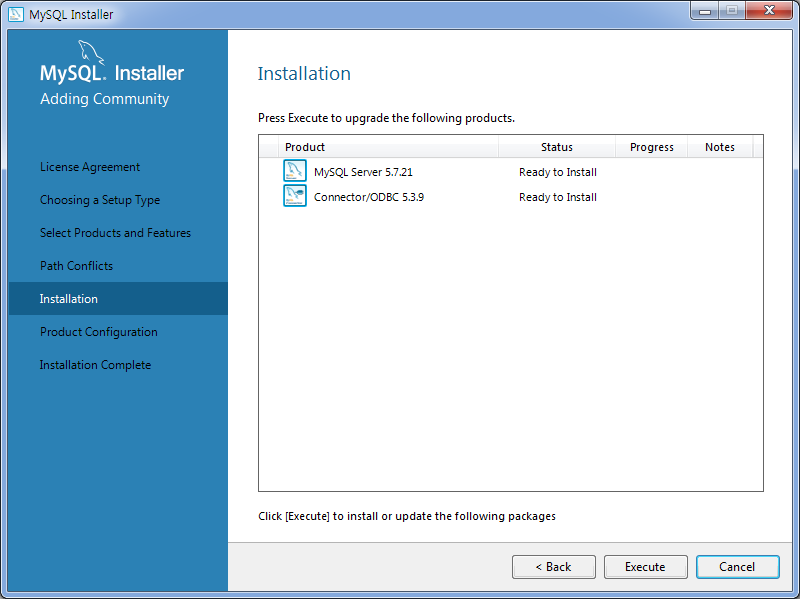 MySQL Installer
MySQL. Installer
Adding Community
License Agreement
Choosing a Setup Type
Select Products and Features
Path Conflicts
Installation
Product Configuration
Installation Complete
Installation
Press Execute to upgrade the following products.
Product Status Progress Notes
MySQL Server 5.7.21 Ready to Install
Connector/ODBC 5.3.9 Ready to Install
Click [Execute] to install or update the following packages
< Back Execute Cancel